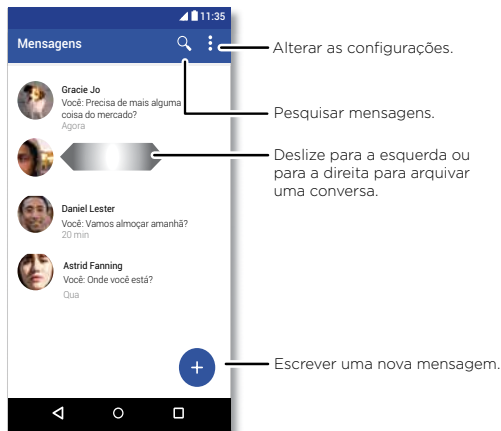 11:35
Mensagens
Alterar as configurações.
Gracie Jo
Você: Precisa de mais alguma
coisa do mercado?
Agora
Pesquisar mensagens.
Deslize para a esquerda ou
para a direita para arquivar
uma conversa.
Daniel Lester
Você: Vamos almoçar amanhã?
20 min
Astrid Fanning
Você: Onde você está?
Qua
Escrever uma nova mensagem.